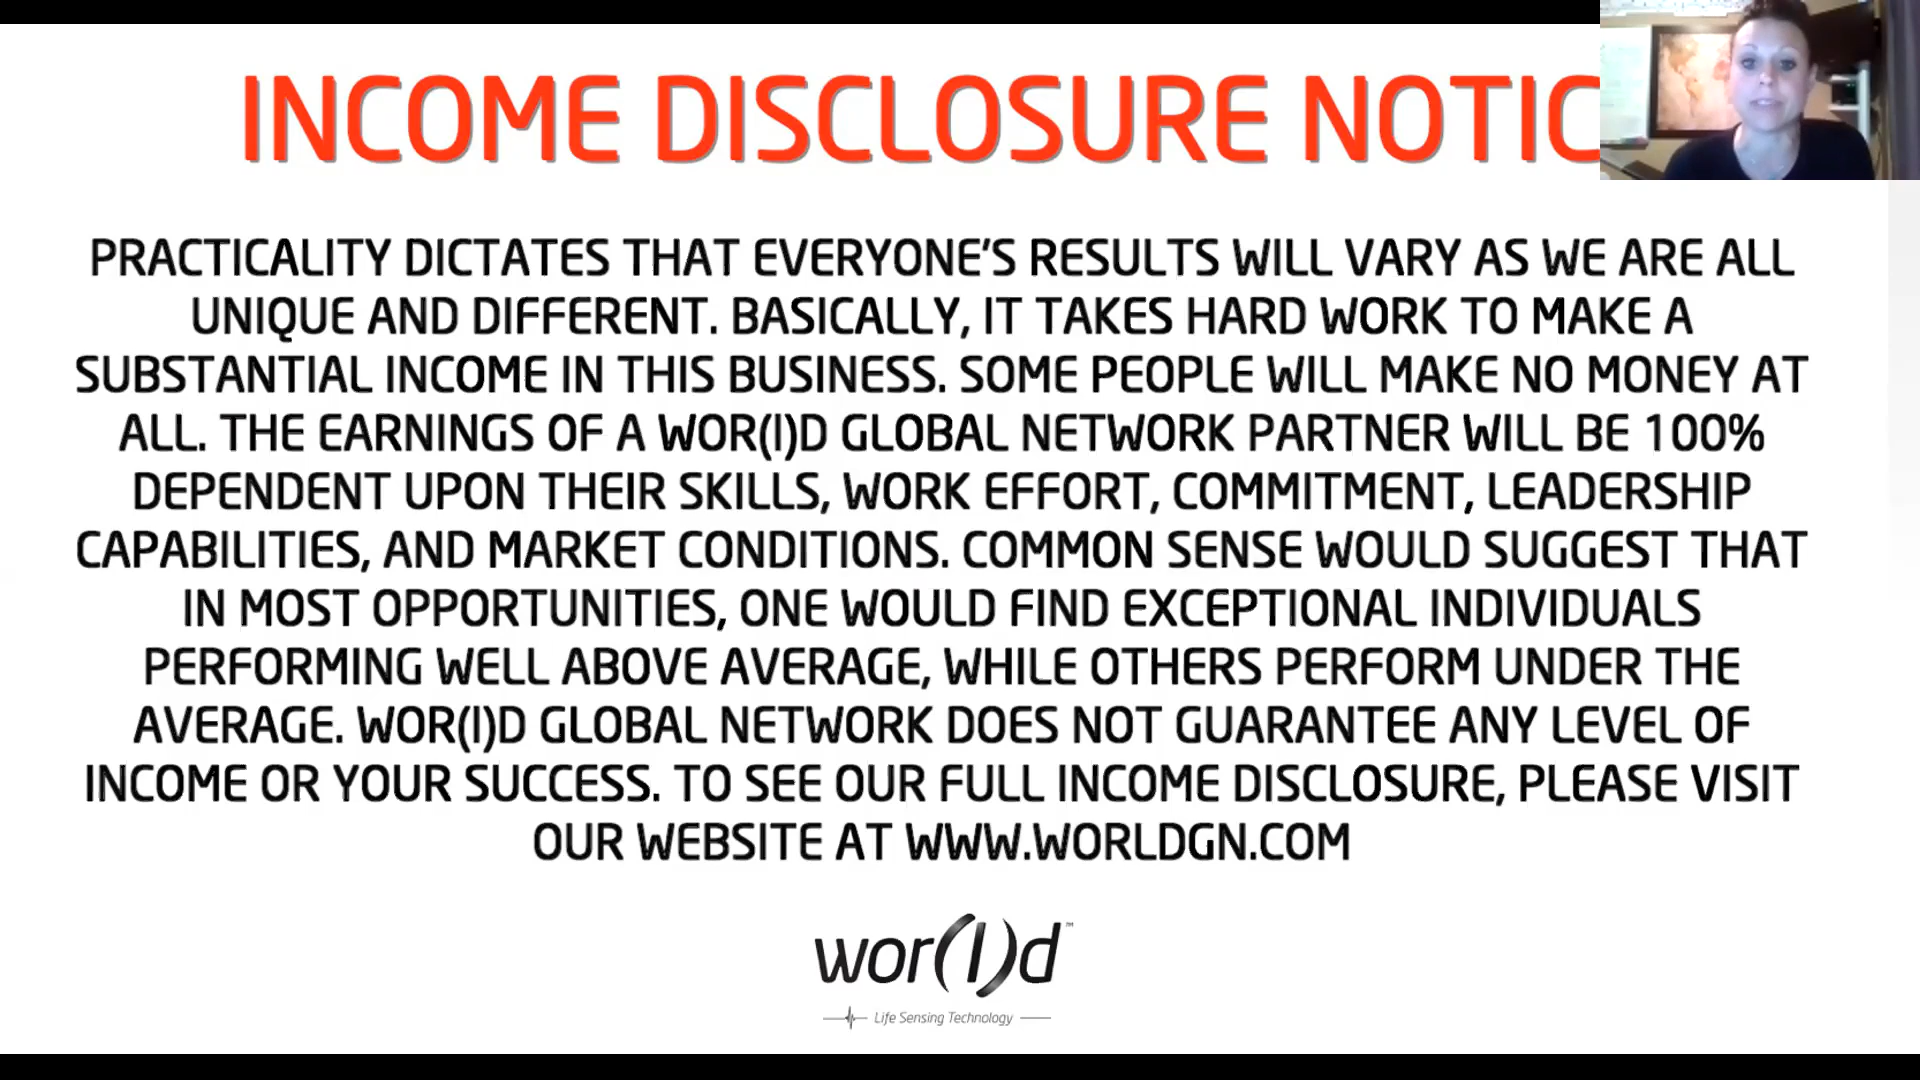 INCOME DISCLOSURE NOTIC
PRACTICALITY DICTATES THAT EVERYONE'S RESULTS WILL VARY AS WE ARE ALL
UNIQUE AND DIFFERENT. BASICALLY, IT TAKES HARD WORK TO MAKE A
SUBSTANTIAL INCOME IN THIS BUSINESS. SOME PEOPLE WILL MAKE NO MONEY AT
ALL. THE EARNINGS OF A WOR(I)D GLOBAL NETWORK PARTNER WILL BE 100%
DEPENDENT UPON THEIR SKILLS, WORK EFFORT, COMMITMENT, LEADERSHIP
CAPABILITIES, AND MARKET CONDITIONS. COMMON SENSE WOULD SUGGEST THAT
IN MOST OPPORTUNITIES, ONE WOULD FIND EXCEPTIONAL INDIVIDUALS
PERFORMING WELL ABOVE AVERAGE, WHILE OTHERS PERFORM UNDER THE
AVERAGE. WOR(I)D GLOBAL NETWORK DOES NOT GUARANTEE ANY LEVEL OF
INCOME OR YOUR SUCCESS. TO SEE OUR FULL INCOME DISCLOSURE, PLEASE VISIT
OUR WEBSITE AT WWW.WORLDGN.COM
wor(l)d™
Life Sensing Technology